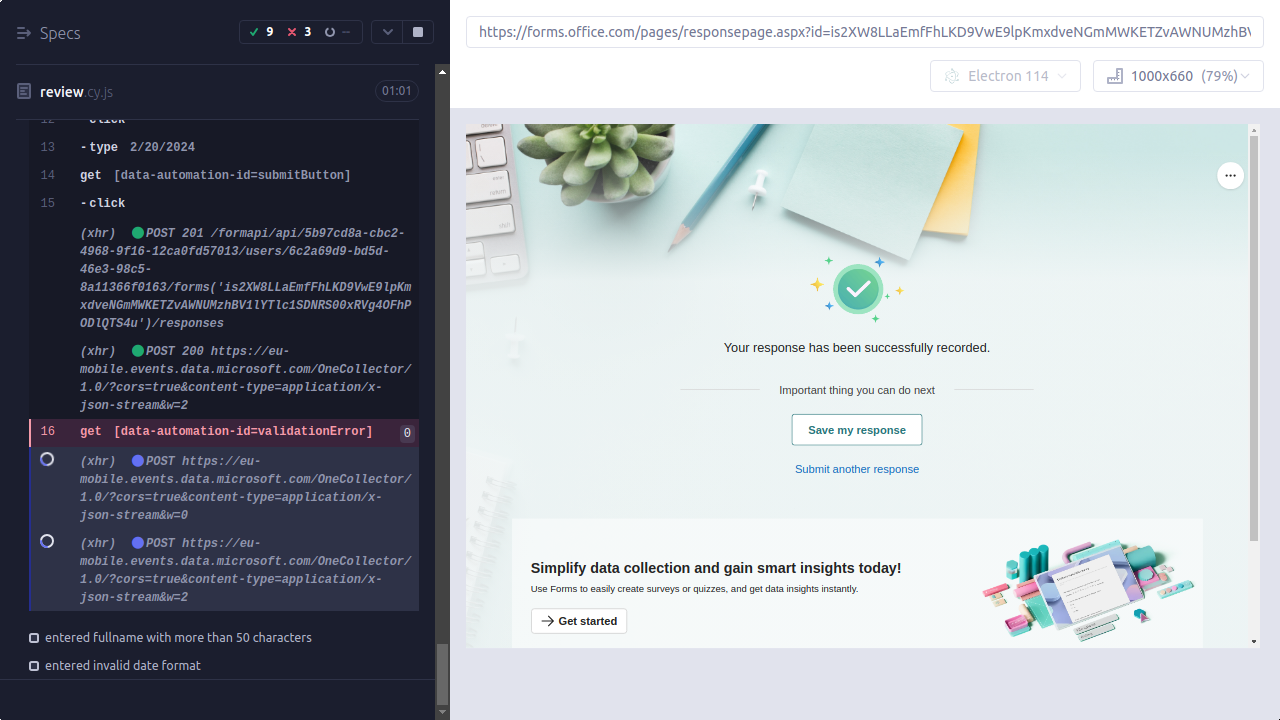 Specs
9
3
--
review.cy.js
01:01
12 -click
13 -type 2/20/2024
14 get [data-automation-id=submitButton]
15 -click
(xhr) POST 201 /formapi/api/5b97cd8a-cbc2-
4968-9f16-12ca0fd57013/users/6c2a69d9-bd5d-
46e3-98c5-
8a11366f0163/forms('is2XW8LLaEmfFhLKD9VwE9lpKm
xdveNGmMWKETZvAWNUMzhBV1lYTlc1SDNRS00xRVg4OFhP
ODlQTS4u')/responses
(xhr) POST 200 https://eu-
mobile.events.data.microsoft.com/OneCollector/
1.0/?cors=true&content-type=application/x-
json-stream&w=2
16 get [data-automation-id=validationError] 0
(xhr) POST https://eu-
mobile.events.data.microsoft.com/OneCollector/
1.0/?cors=true&content-type=application/x-
json-stream&w=0
(xhr) POST https://eu-
mobile.events.data.microsoft.com/OneCollector/
1.0/?cors=true&content-type=application/x-
json-stream&w=2
entered fullname with more than 50 characters
entered invalid date format
https://forms.office.com/pages/responsepage.aspx?id=is2XW8LLaEmfFhLKD9VwE9lpKmxdveNGmMWKETZvAWNUMzhBV
Electron 114
1000x660 (79%)
Your response has been successfully recorded.
Important thing you can do next
Save my response
Submit another response
Simplify data collection and gain smart insights today!
Use Forms to easily create surveys or quizzes, and get data insights instantly.
Get started